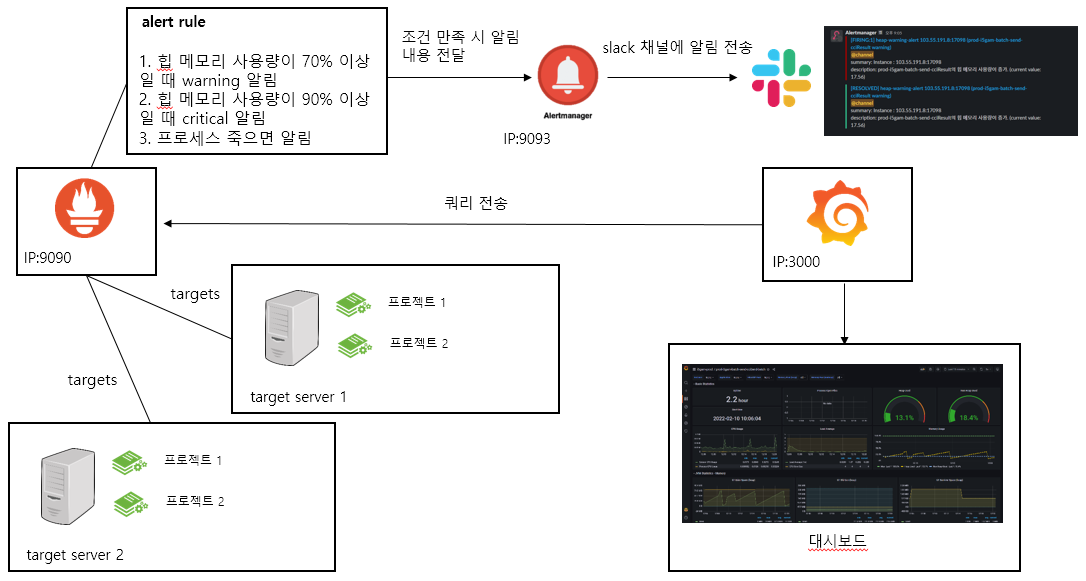 alert rule
1. 힙 메모리 사용량이 70% 이상
일 때 warning 알림
2. 힙 메모리 사용량이 90% 이상
일 때 critical 알림
3. 프로세스 죽으면 알림
조건 만족 시 알림
내용 전달
Alertmanager
IP:9093
slack 채널에 알림 전송
Alertmanager
[FIRING:1] heap-warning-alert 103.55.191.8:17098 (prod-i5gam-batch-send-
cciResult warning)
@channel
summary: Instance : 103.55.191.8:17098
description: prod-i5gam-batch-send-cciResult의 힙 메모리 사용량이 증가. (current value:
17.56)
[RESOLVED] heap-warning-alert 103.55.191.8:17098 (prod-i5gam-batch-send-
cciResult warning)
@channel
summary: Instance : 103.55.191.8:17098
description: prod-i5gam-batch-send-cciResult의 힙 메모리 사용량이 증가. (current value:
17.56)
IP:9090
쿼리 전송
IP:3000
targets
프로젝트 1
프로젝트 2
target server 1
targets
프로젝트 1
프로젝트 2
target server 2
2.2 hour
2022-02-10 10:06:04
13.1%
18.4%
대시보드